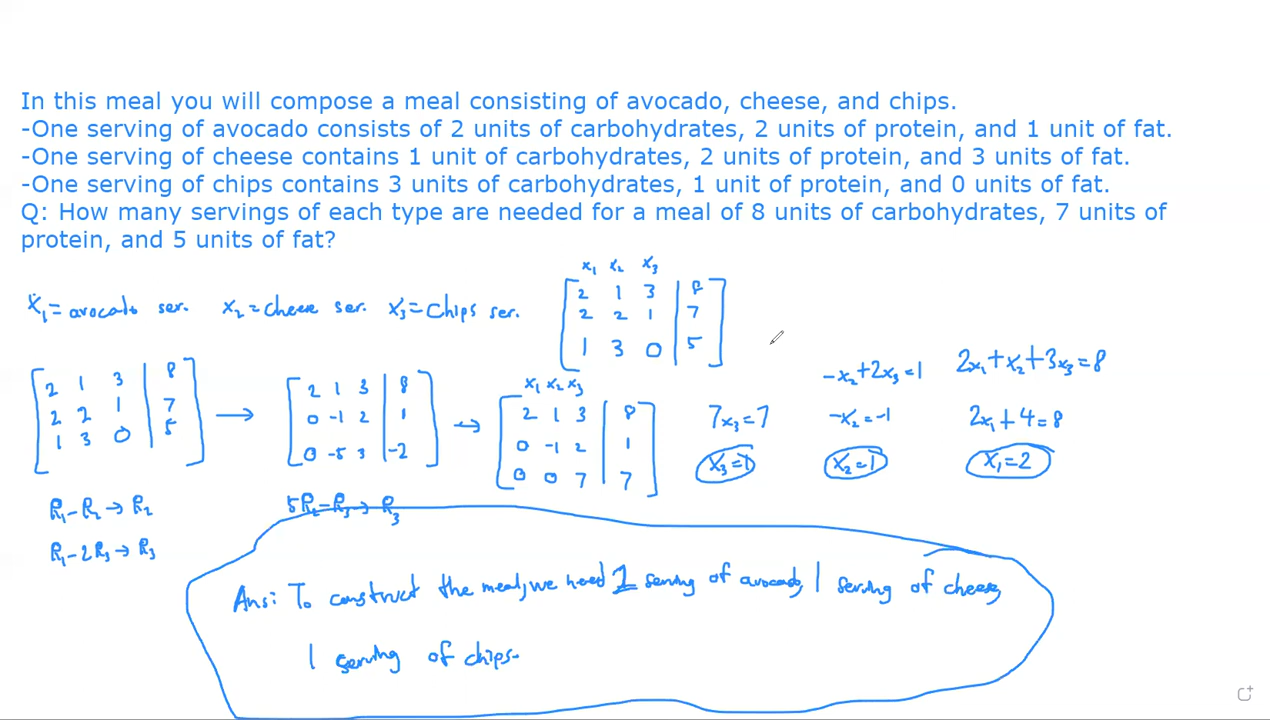 In this meal you will compose a meal consisting of avocado, cheese, and chips.
-One serving of avocado consists of 2 units of carbohydrates, 2 units of protein, and 1 unit of fat.
-One serving of cheese contains 1 unit of carbohydrates, 2 units of protein, and 3 units of fat.
-One serving of chips contains 3 units of carbohydrates, 1 unit of protein, and 0 units of fat.
Q: How many servings of each type are needed for a meal of 8 units of carbohydrates, 7 units of
protein, and 5 units of fat?
x₁ x₂ x₃
x₁ = avocado ser. x₂ = cheese ser. x₃ = chips ser.
2 1 3 | 8
2 2 1 | 7
1 3 0 | 5
2 1 3 | 8
2 2 1 | 7
1 3 0 | 5
→
2 1 3 | 8
0 -1 2 | 1
0 -5 3 | -2
→
x₁ x₂ x₃
2 1 3 | 8
0 -1 2 | 1
0 0 7 | 7
7x₃ = 7
x₃ = 1
-x₂ + 2x₃ = 1
-x₂ = -1
x₂ = 1
2x₁ + x₂ + 3x₃ = 8
2x₁ + 4 = 8
x₁ = 2
R₁ - R₂ → R₂
R₁ - 2R₃ → R₃
5R₂ - R₃ → R₃
Ans: To construct the meal, we need 2 serving of avocado, 1 serving of cheese,
1 serving of chips.